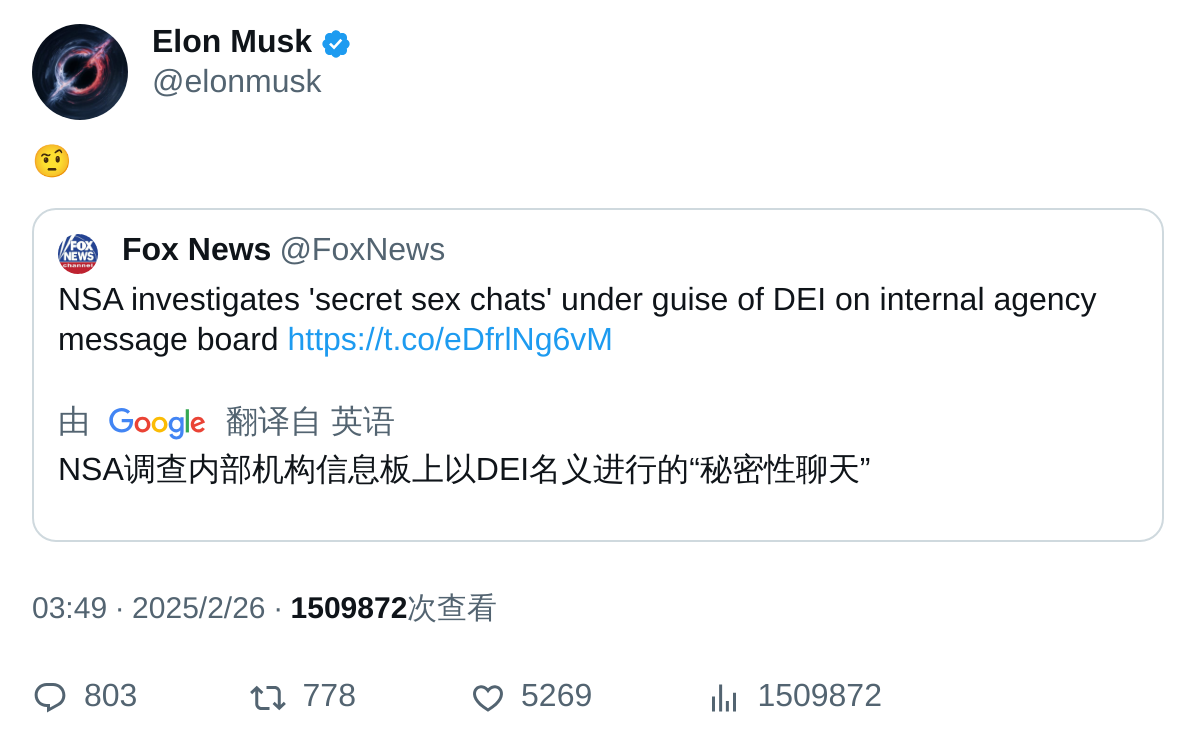 Elon Musk
@elonmusk
🤨
FOX NEWS channel
Fox News @FoxNews
NSA investigates 'secret sex chats' under guise of DEI on internal agency
message board https://t.co/eDfrlNg6vM
由 Google 翻译自 英语
NSA调查内部机构信息板上以DEI名义进行的“秘密性聊天”
03:49 · 2025/2/26 · 1509872次查看
803 778 5269 1509872